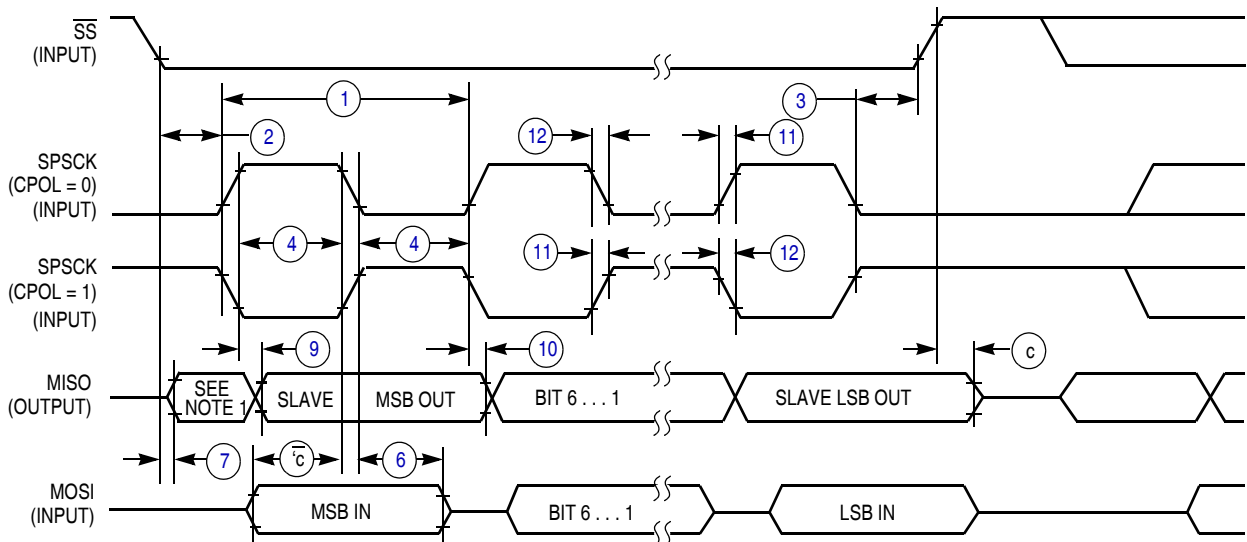 SS
(INPUT)
1
3
2
12
11
SPSCK
(CPOL = 0)
(INPUT)
4
4
SPSCK
(CPOL = 1)
(INPUT)
11
12
9
10
c
MISO
(OUTPUT)
SEE
NOTE 1
SLAVE
MSB OUT
BIT 6 . . . 1
SLAVE LSB OUT
7
6
MOSI
(INPUT)
MSB IN
BIT 6 . . . 1
LSB IN